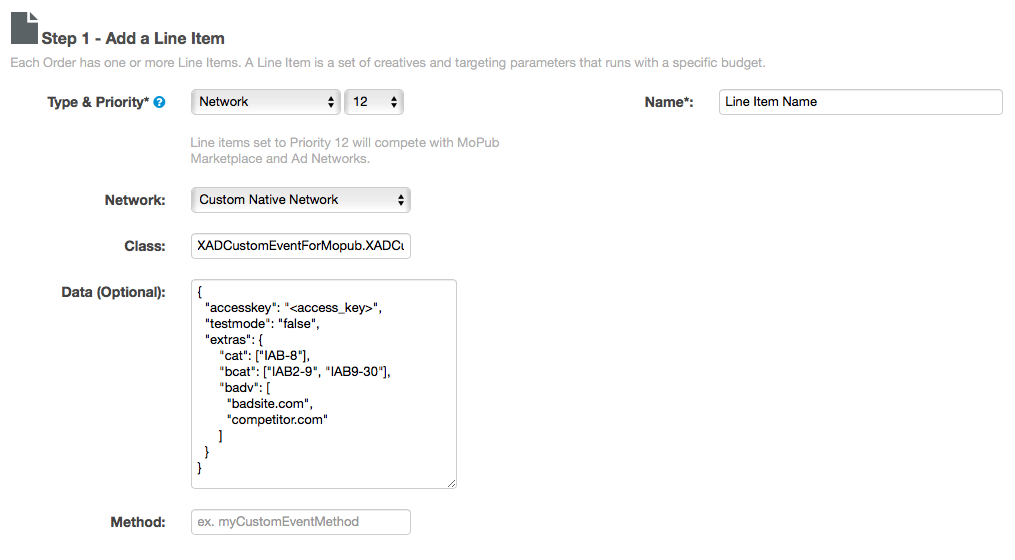 Step 1 - Add a Line Item
Each Order has one or more Line Items. A Line Item is a set of creatives and targeting parameters that runs with a specific budget.
Type & Priority* ? Network 12 Name*: Line Item Name
Line items set to Priority 12 will compete with MoPub
Marketplace and Ad Networks.
Network: Custom Native Network
Class: XADCustomEventForMopub.XADCu
Data (Optional):
{
"accesskey": "<access_key>",
"testmode": "false",
"extras": {
"cat": ["IAB-8"],
"bcat": ["IAB2-9", "IAB9-30"],
"badv": [
"badsite.com",
"competitor.com"
]
}
}
Method: ex. myCustomEventMethod